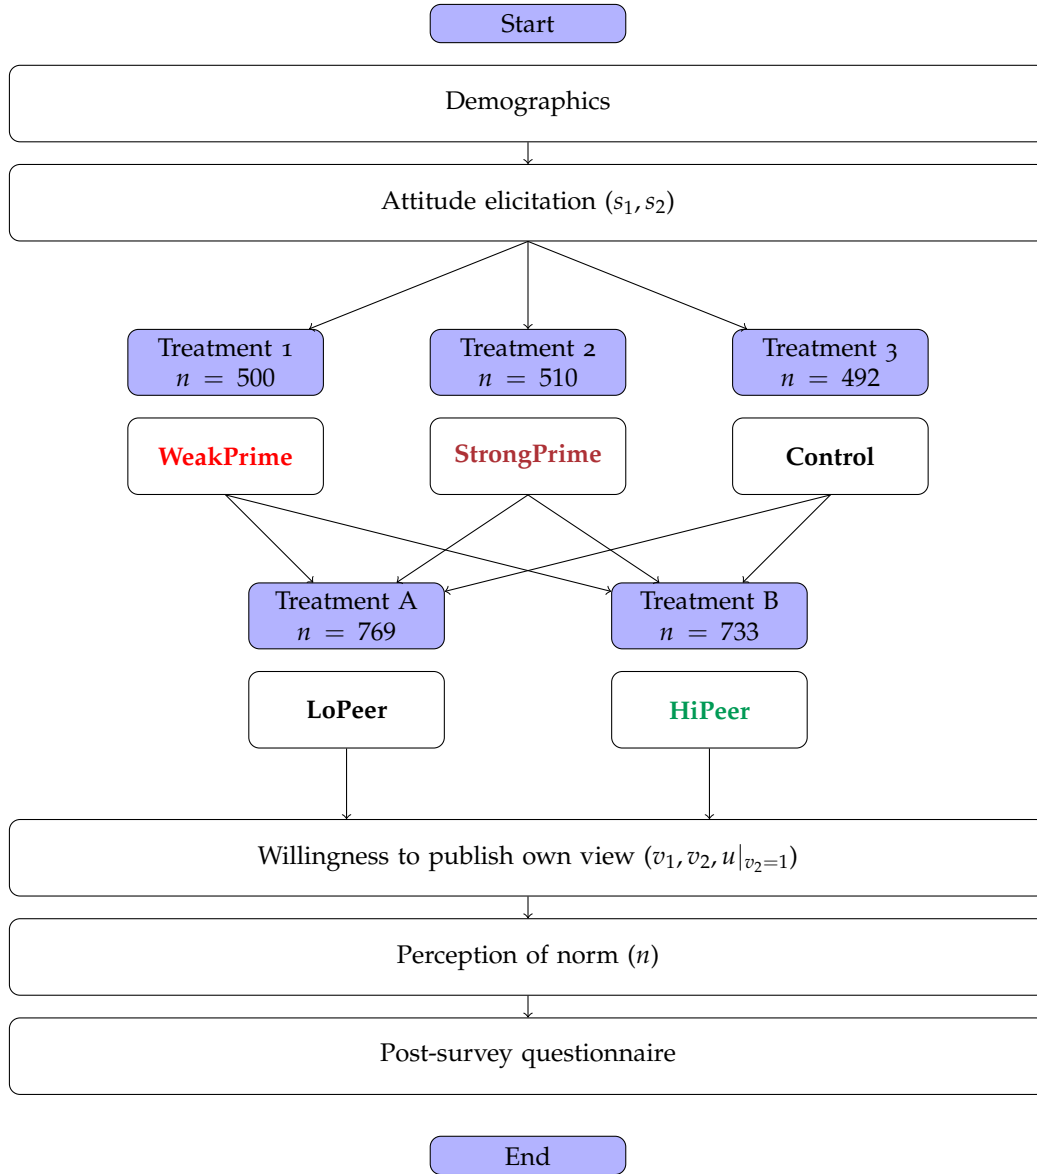 Start
Demographics
Attitude elicitation (s₁, s₂)
Treatment 1
n = 500
Treatment 2
n = 510
Treatment 3
n = 492
WeakPrime
StrongPrime
Control
Treatment A
n = 769
Treatment B
n = 733
LoPeer
HiPeer
Willingness to publish own view (v₁, v₂, u|ᵥ₂₌₁)
Perception of norm (n)
Post-survey questionnaire
End